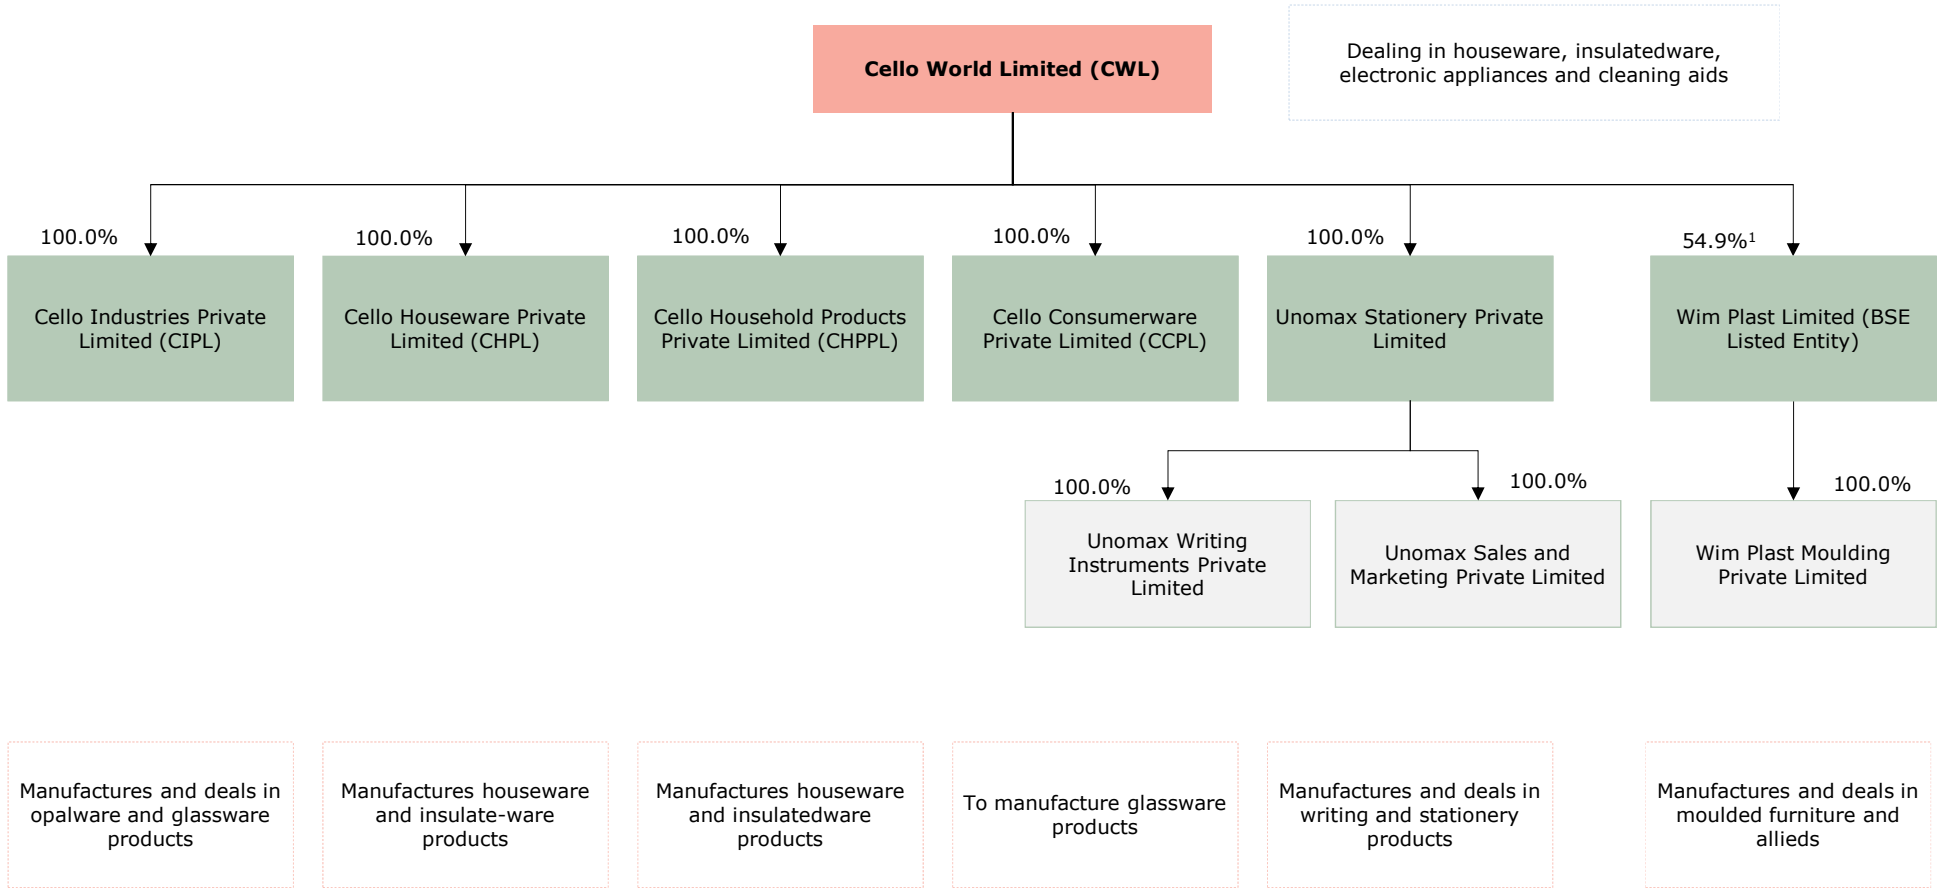 Cello World Limited (CWL)
Dealing in houseware, insulatedware,
electronic appliances and cleaning aids
100.0%
100.0%
100.0%
100.0%
100.0%
54.9%¹
Cello Industries Private
Limited (CIPL)
Cello Houseware Private
Limited (CHPL)
Cello Household Products
Private Limited (CHPPL)
Cello Consumerware
Private Limited (CCPL)
Unomax Stationery Private
Limited
Wim Plast Limited (BSE
Listed Entity)
100.0%
100.0%
100.0%
Unomax Writing
Instruments Private
Limited
Unomax Sales and
Marketing Private Limited
Wim Plast Moulding
Private Limited
Manufactures and deals in
opalware and glassware
products
Manufactures houseware
and insulate-ware
products
Manufactures houseware
and insulatedware
products
To manufacture glassware
products
Manufactures and deals in
writing and stationery
products
Manufactures and deals in
moulded furniture and
allieds